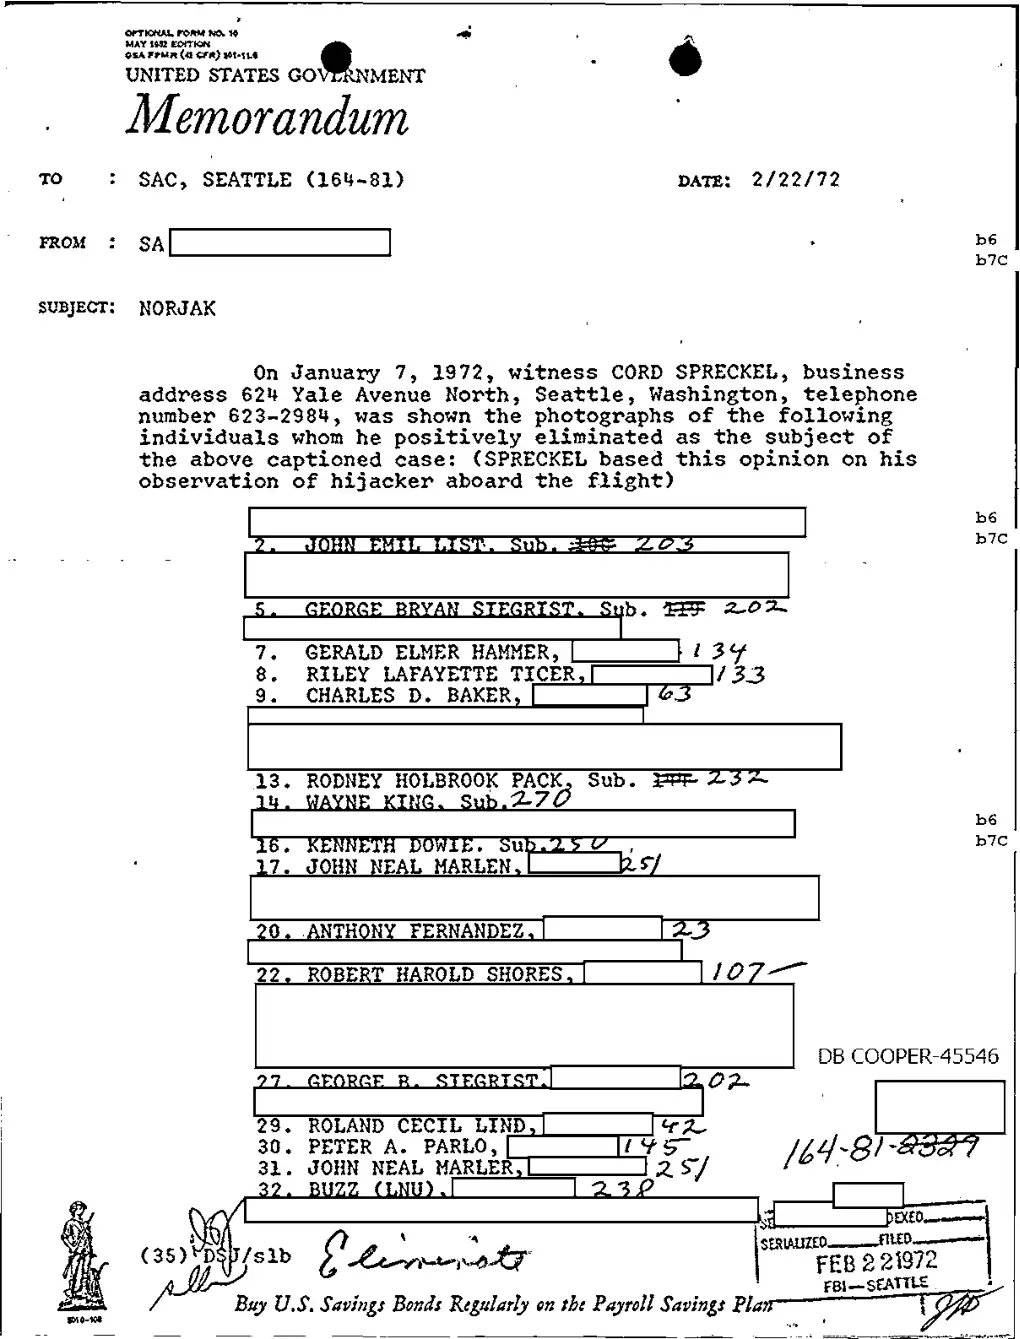 OPTIONAL FORM NO. 10
MAY 1962 EDITION
GSA FPMR (41 CFR) 101-11.6
UNITED STATES GOVERNMENT
Memorandum
TO : SAC, SEATTLE (164-81) DATE: 2/22/72
FROM : SA b6
b7C
SUBJECT: NORJAK
On January 7, 1972, witness CORD SPRECKEL, business
address 624 Yale Avenue North, Seattle, Washington, telephone
number 623-2984, was shown the photographs of the following
individuals whom he positively eliminated as the subject of
the above captioned case: (SPRECKEL based this opinion on his
observation of hijacker aboard the flight)
b6
b7C
2. JOHN EMIL LIST, Sub. 203
5. GEORGE BRYAN SIEGRIST, Sub. 202
7. GERALD ELMER HAMMER, 134
8. RILEY LAFAYETTE TICER, 133
9. CHARLES D. BAKER, 63
13. RODNEY HOLBROOK PACK, Sub. 232
14. WAYNE KING, Sub. 270
b6
b7C
16. KENNETH DOWIE, Sub. 250
17. JOHN NEAL MARLEN, 251
20. ANTHONY FERNANDEZ, 23
22. ROBERT HAROLD SHORES, 107
DB COOPER-45546
27. GEORGE B. SIEGRIST, 202
29. ROLAND CECIL LIND, 42
30. PETER A. PARLO, 145
31. JOHN NEAL MARLER, 251
32. BUZZ (LNU), 238
164-81-2329
INDEXED
SERIALIZED FILED
FEB 22 1972
FBI—SEATTLE
(35) DSJ/slb
Eliminate
Buy U.S. Savings Bonds Regularly on the Payroll Savings Plan
5010-108